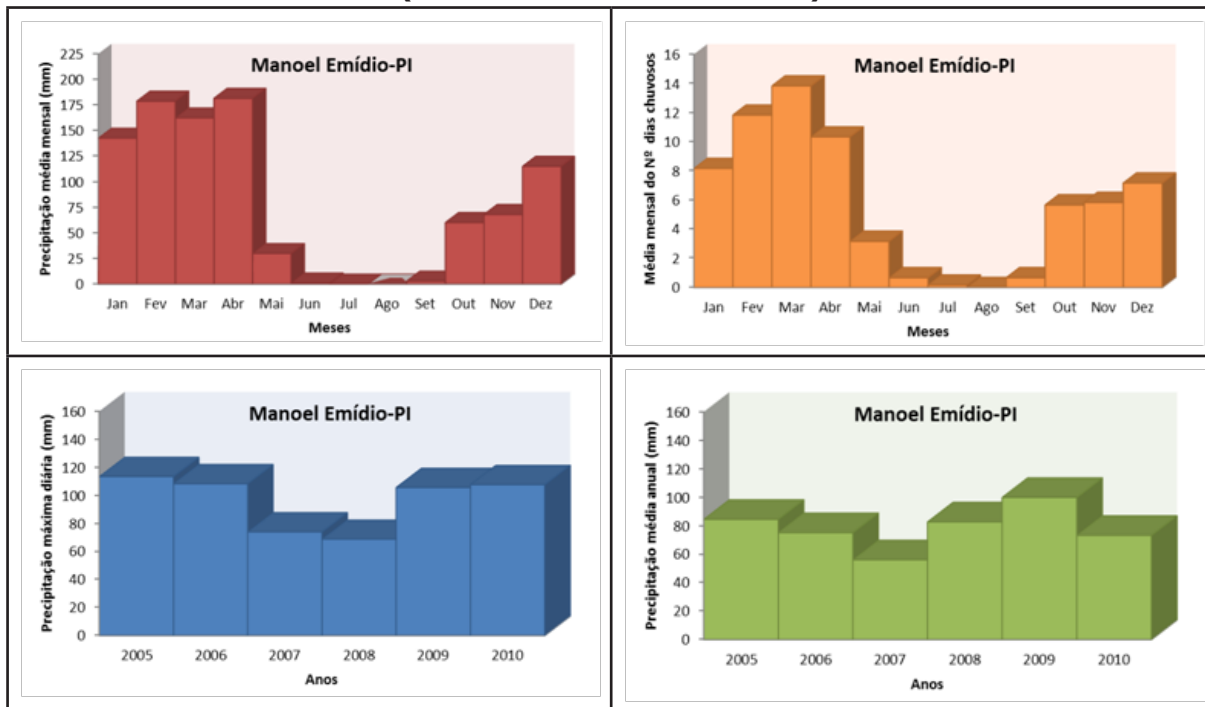 Manoel Emídio-PI
Precipitação média mensal (mm)
225
200
175
150
125
100
75
50
25
0
Jan Fev Mar Abr Mai Jun Jul Ago Set Out Nov Dez
Meses
Manoel Emídio-PI
Média mensal do Nº dias chuvosos
16
14
12
10
8
6
4
2
0
Jan Fev Mar Abr Mai Jun Jul Ago Set Out Nov Dez
Meses
Manoel Emídio-PI
Precipitação máxima diária (mm)
160
140
120
100
80
60
40
20
0
2005 2006 2007 2008 2009 2010
Anos
Manoel Emídio-PI
Precipitação média anual (mm)
160
140
120
100
80
60
40
20
0
2005 2006 2007 2008 2009 2010
Anos